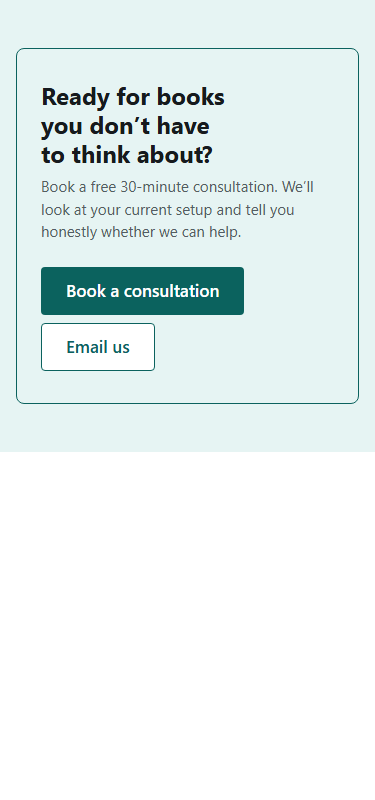 Ready for books
you don’t have
to think about?
Book a free 30-minute consultation. We’ll
look at your current setup and tell you
honestly whether we can help.
Book a consultation
Email us